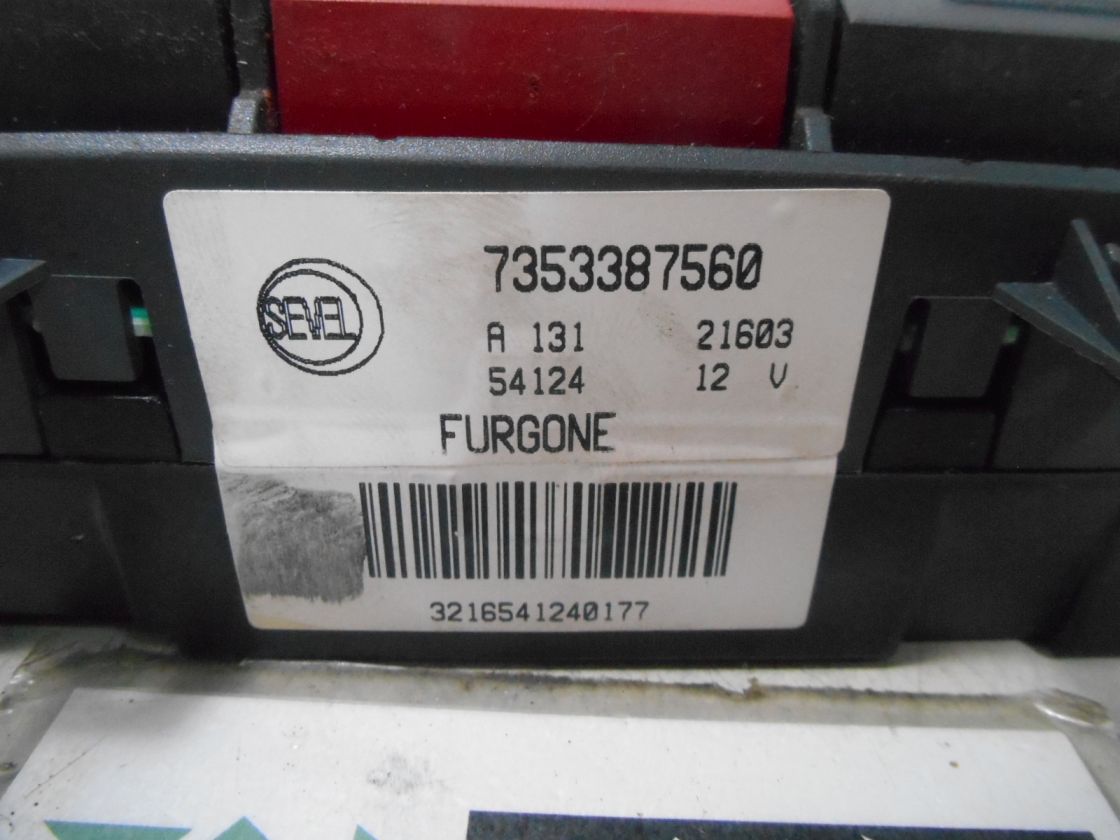 SEVEL
7353387560
A 131 21603
54124 12 V
FURGONE
3216541240177